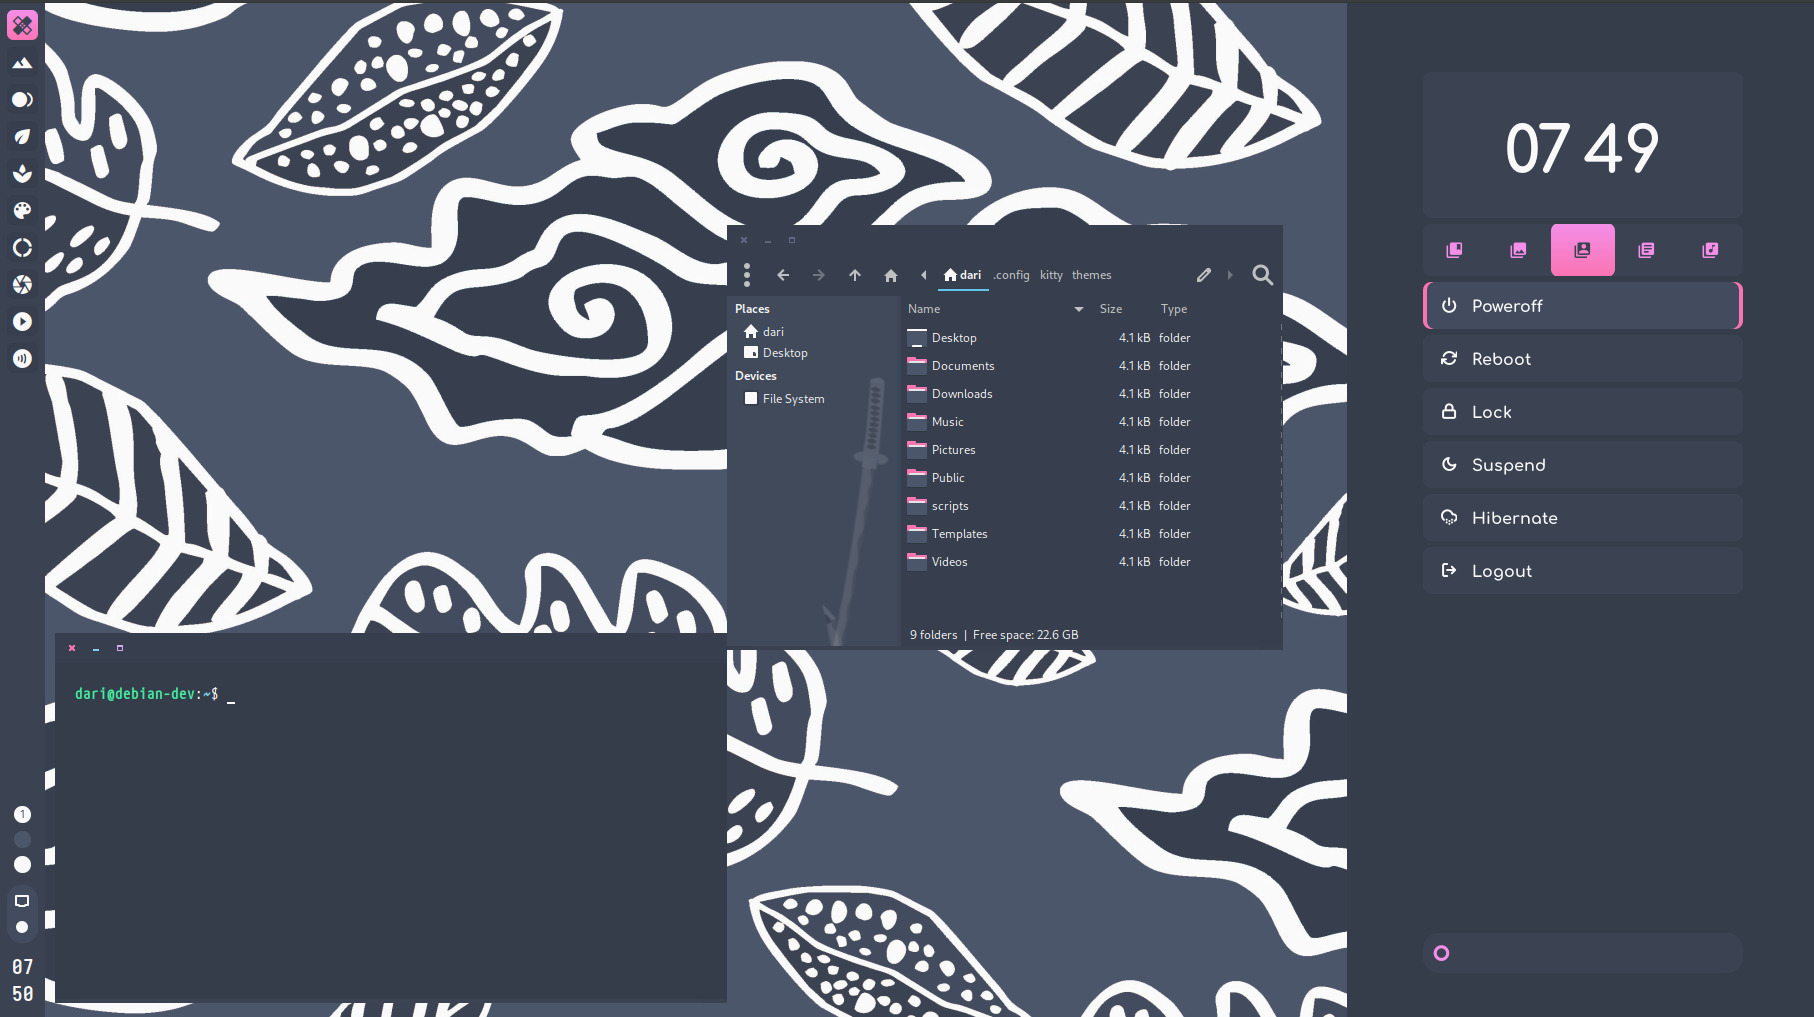 07 49
dari .config kitty themes
Places
dari
Desktop
Devices
File System
Name Size Type
Desktop 4.1 kB folder
Documents 4.1 kB folder
Downloads 4.1 kB folder
Music 4.1 kB folder
Pictures 4.1 kB folder
Public 4.1 kB folder
scripts 4.1 kB folder
Templates 4.1 kB folder
Videos 4.1 kB folder
9 folders | Free space: 22.6 GB
Poweroff
Reboot
Lock
Suspend
Hibernate
Logout
dari@debian-dev:~$ _
1
07
50